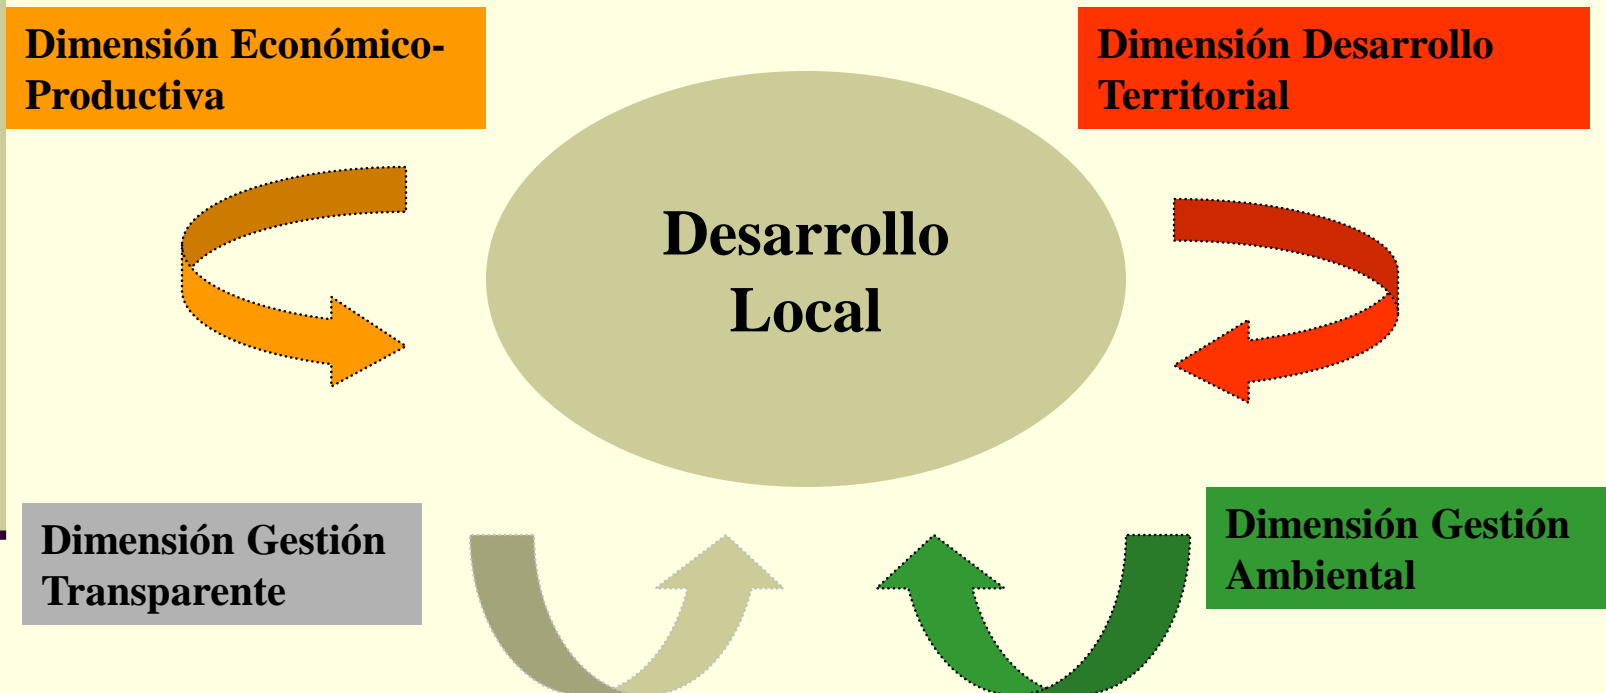 Dimensión Económico-
Productiva
Dimensión Desarrollo
Territorial
Desarrollo
Local
Dimensión Gestión
Transparente
Dimensión Gestión
Ambiental